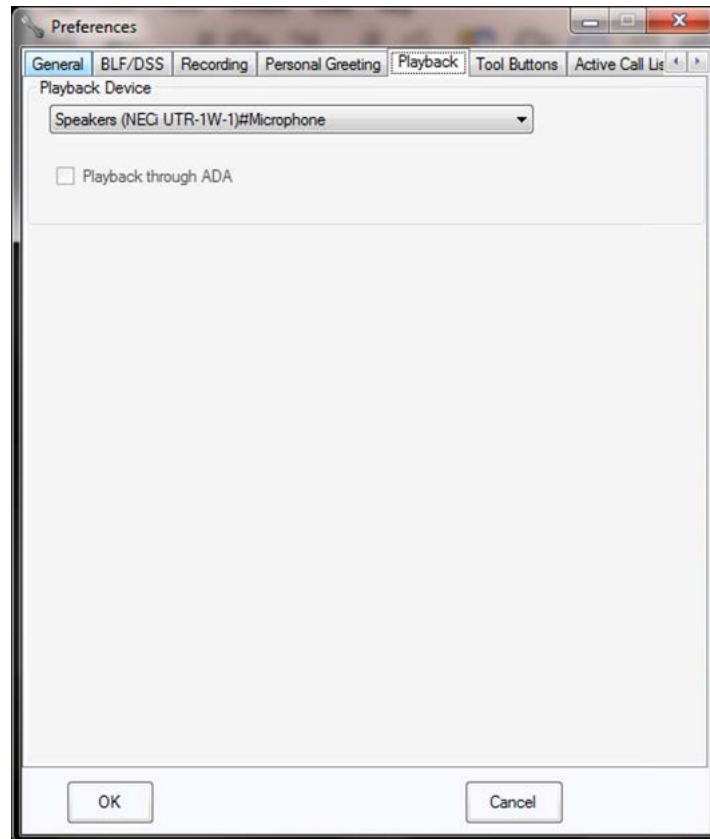 Preferences
General BLF/DSS Recording Personal Greeting Playback Tool Buttons Active Call Lis
Playback Device
Speakers (NECi UTR-1W-1)#Microphone
Playback through ADA
OK Cancel